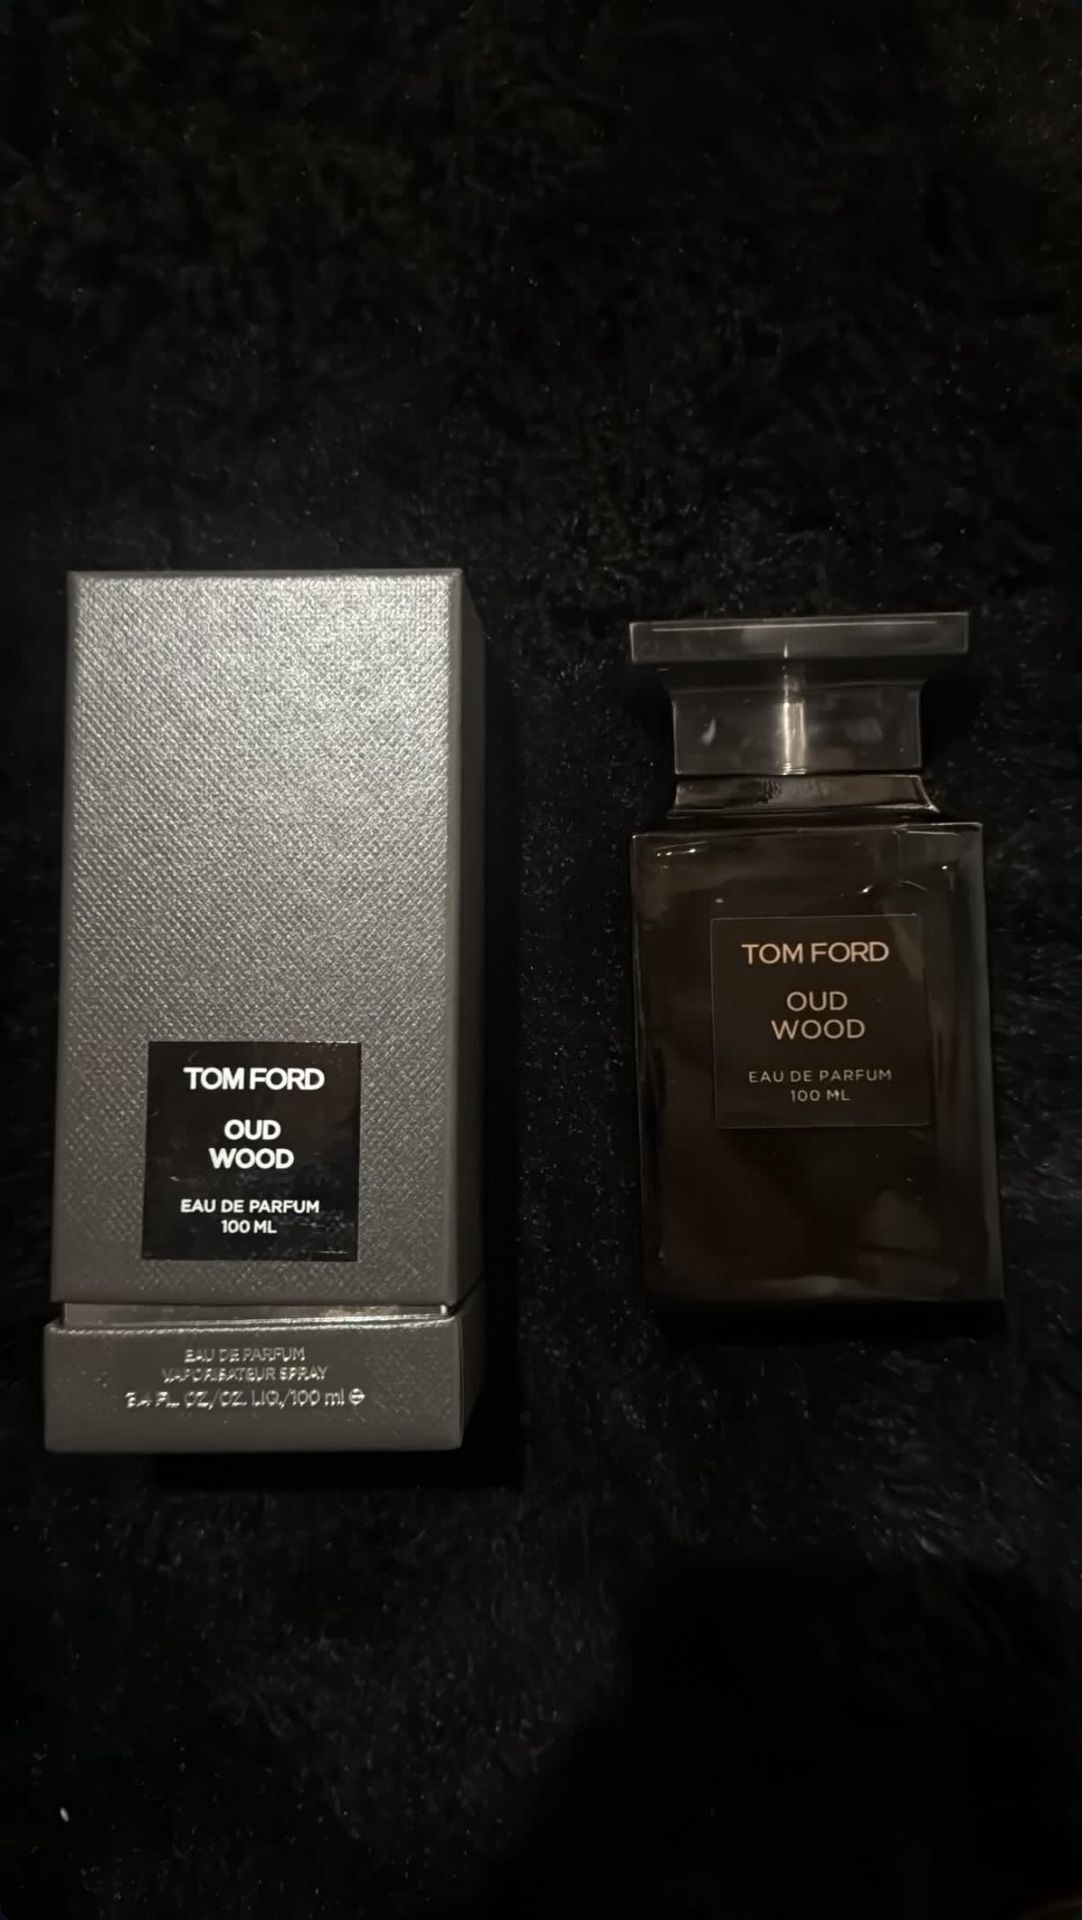 TOM FORD
OUD
WOOD
EAU DE PARFUM
100 ML
EAU DE PARFUM
VAPORISATEUR SPRAY
3.4 FL. OZ./OZ. LIQ./100 ml ℮
TOM FORD
OUD
WOOD
EAU DE PARFUM
100 ML